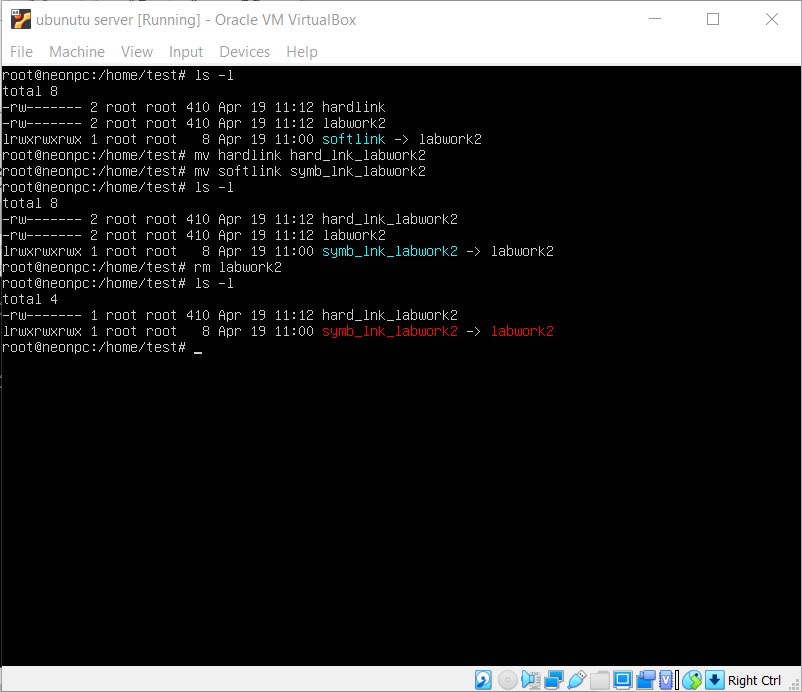 ubunutu server [Running] - Oracle VM VirtualBox
File Machine View Input Devices Help
root@neonpc:/home/test# ls -l
total 8
-rw------- 2 root root 410 Apr 19 11:12 hardlink
-rw------- 2 root root 410 Apr 19 11:12 labwork2
lrwxrwxrwx 1 root root   8 Apr 19 11:00 softlink -> labwork2
root@neonpc:/home/test# mv hardlink hard_lnk_labwork2
root@neonpc:/home/test# mv softlink symb_lnk_labwork2
root@neonpc:/home/test# ls -l
total 8
-rw------- 2 root root 410 Apr 19 11:12 hard_lnk_labwork2
-rw------- 2 root root 410 Apr 19 11:12 labwork2
lrwxrwxrwx 1 root root   8 Apr 19 11:00 symb_lnk_labwork2 -> labwork2
root@neonpc:/home/test# rm labwork2
root@neonpc:/home/test# ls -l
total 4
-rw------- 1 root root 410 Apr 19 11:12 hard_lnk_labwork2
lrwxrwxrwx 1 root root   8 Apr 19 11:00 symb_lnk_labwork2 -> labwork2
root@neonpc:/home/test# _
Right Ctrl